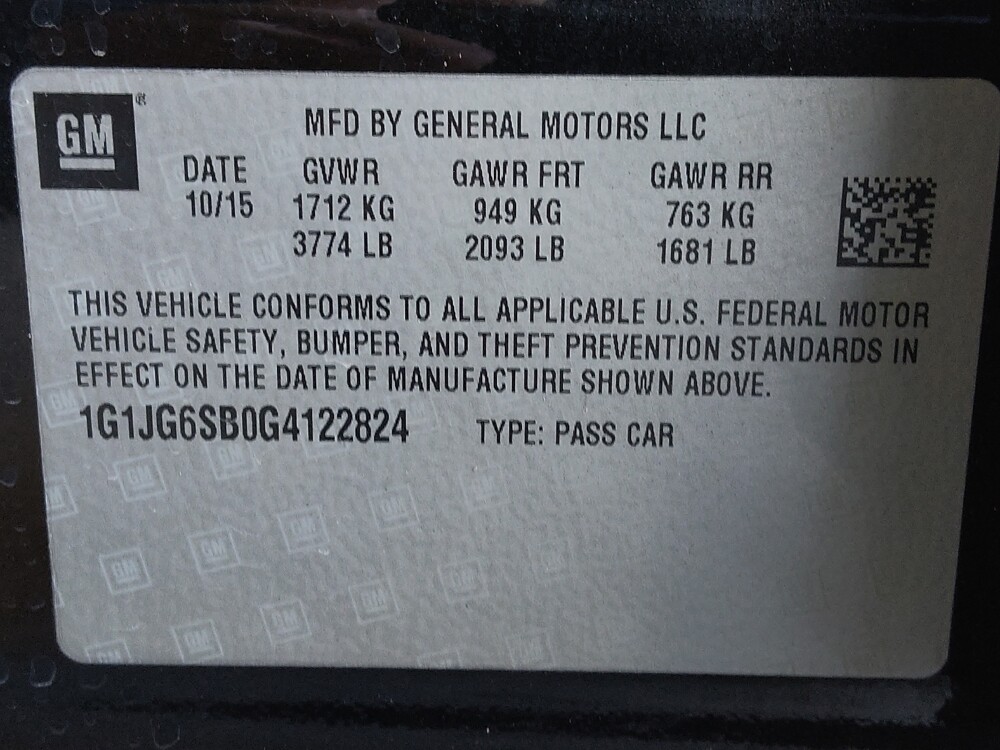 GM ®
MFD BY GENERAL MOTORS LLC
DATE GVWR GAWR FRT GAWR RR
10/15 1712 KG 949 KG 763 KG
3774 LB 2093 LB 1681 LB
THIS VEHICLE CONFORMS TO ALL APPLICABLE U.S. FEDERAL MOTOR
VEHICLE SAFETY, BUMPER, AND THEFT PREVENTION STANDARDS IN
EFFECT ON THE DATE OF MANUFACTURE SHOWN ABOVE.
1G1JG6SB0G4122824 TYPE: PASS CAR